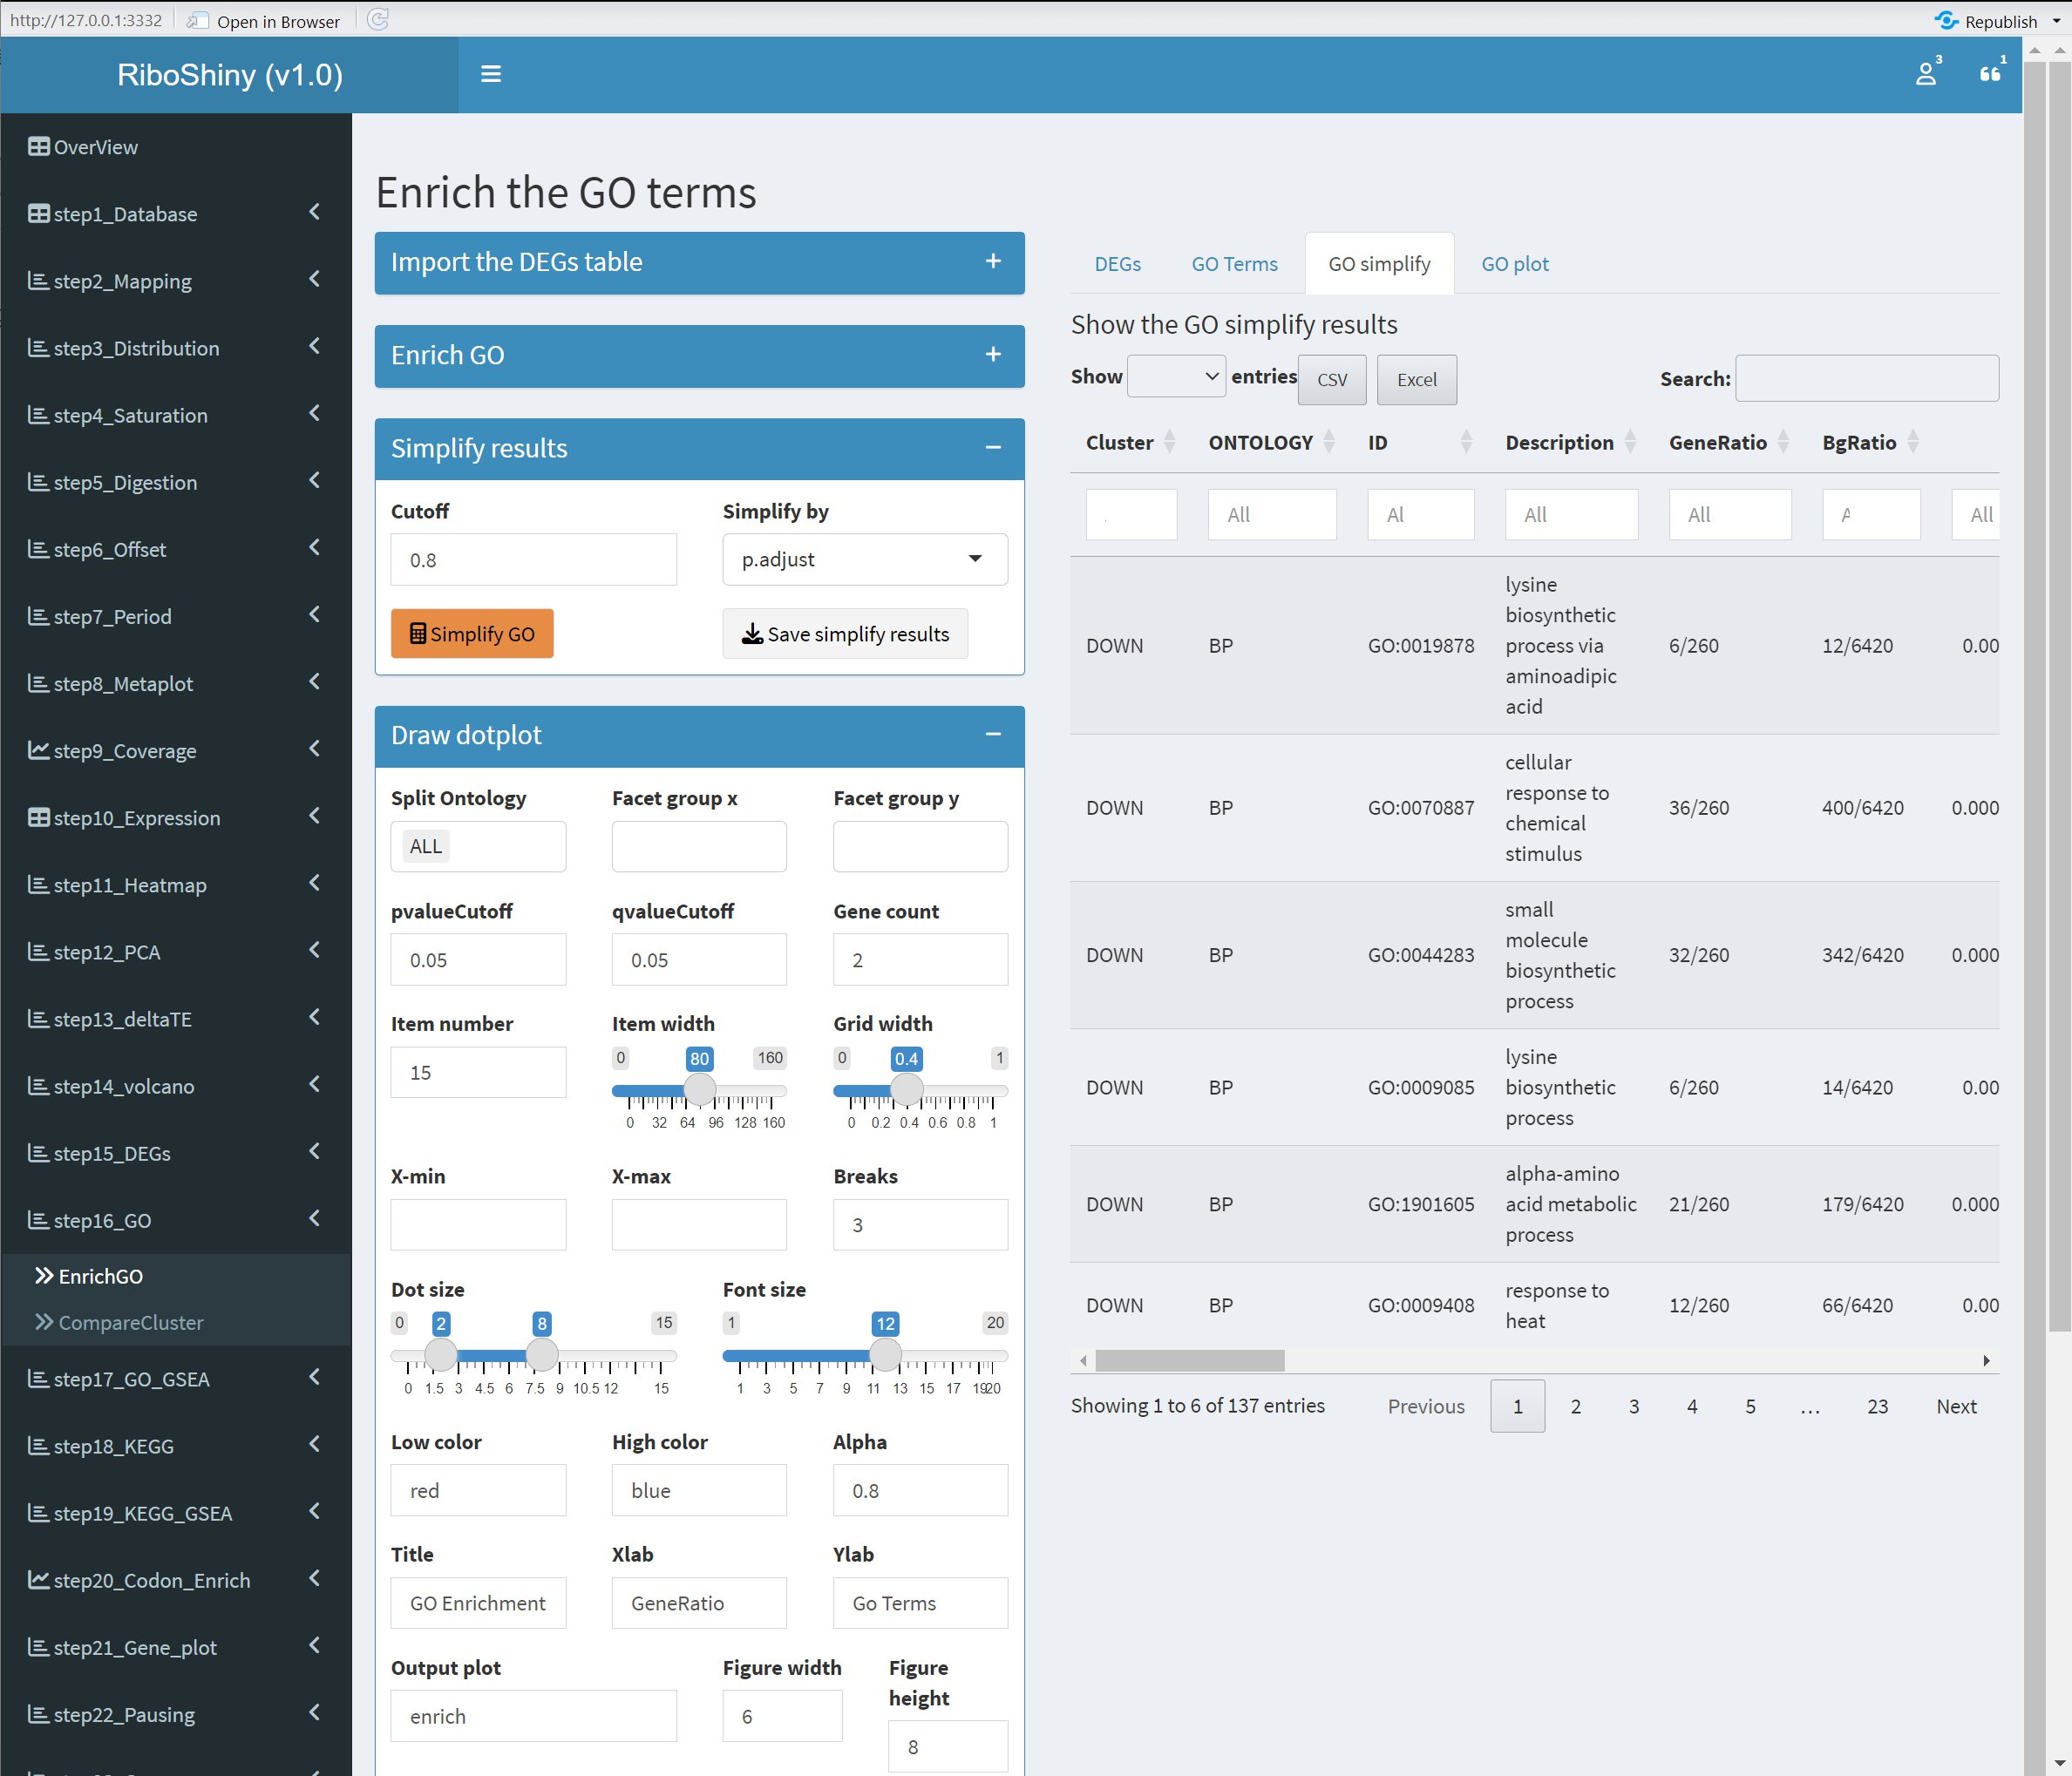 http://127.0.0.1:3332 Open in Browser Republish
RiboShiny (v1.0) 3 1
OverView
step1_Database
step2_Mapping
step3_Distribution
step4_Saturation
step5_Digestion
step6_Offset
step7_Period
step8_Metaplot
step9_Coverage
step10_Expression
step11_Heatmap
step12_PCA
step13_deltaTE
step14_volcano
step15_DEGs
step16_GO
EnrichGO
CompareCluster
step17_GO_GSEA
step18_KEGG
step19_KEGG_GSEA
step20_Codon_Enrich
step21_Gene_plot
step22_Pausing
Enrich the GO terms
Import the DEGs table
Enrich GO
Simplify results
Cutoff Simplify by
0.8 p.adjust
Simplify GO Save simplify results
Draw dotplot
Split Ontology Facet group x Facet group y
ALL
pvalueCutoff qvalueCutoff Gene count
0.05 0.05 2
Item number Item width Grid width
0 80 160 0 0.4 1
15
0 32 64 96 128 160 0 0.2 0.4 0.6 0.8 1
X-min X-max Breaks
3
Dot size Font size
0 2 8 15 1 12 20
0 1.5 3 4.5 6 7.5 9 10.5 12 15 1 3 5 7 9 11 13 15 17 19 20
Low color High color Alpha
red blue 0.8
Title Xlab Ylab
GO Enrichment GeneRatio Go Terms
Output plot Figure width Figure
height
enrich 6
8
DEGs GO Terms GO simplify GO plot
Show the GO simplify results
Show entries CSV Excel Search:
Cluster ONTOLOGY ID Description GeneRatio BgRatio
All Al All All A All
lysine
biosynthetic
DOWN BP GO:0019878 process via 6/260 12/6420 0.00
aminoadipic
acid
cellular
DOWN BP GO:0070887 response to 36/260 400/6420 0.000
chemical
stimulus
small
DOWN BP GO:0044283 molecule 32/260 342/6420 0.000
biosynthetic
process
lysine
DOWN BP GO:0009085 biosynthetic 6/260 14/6420 0.00
process
alpha-amino
DOWN BP GO:1901605 acid metabolic 21/260 179/6420 0.000
process
DOWN BP GO:0009408 response to 12/260 66/6420 0.00
heat
Showing 1 to 6 of 137 entries Previous 1 2 3 4 5 … 23 Next